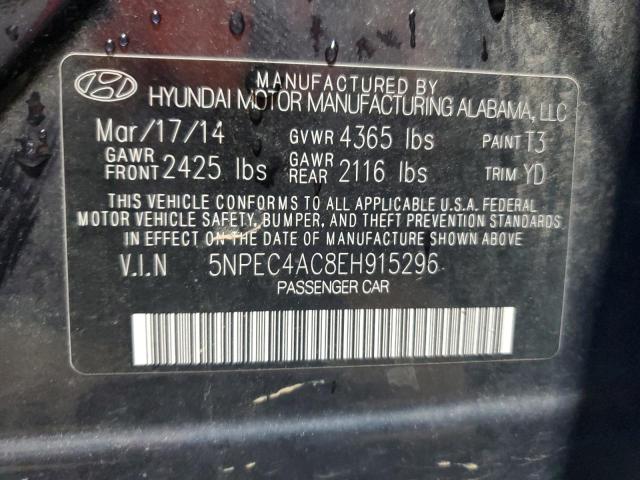 MANUFACTURED BY
HYUNDAI MOTOR MANUFACTURING ALABAMA, LLC
Mar/17/14 GVWR 4365 lbs PAINT T3
GAWR FRONT 2425 lbs GAWR REAR 2116 lbs TRIM YD
THIS VEHICLE CONFORMS TO ALL APPLICABLE U.S.A. FEDERAL
MOTOR VEHICLE SAFETY, BUMPER, AND THEFT PREVENTION STANDARDS
IN EFFECT ON THE DATE OF MANUFACTURE SHOWN ABOVE.
V.I.N 5NPEC4AC8EH915296
PASSENGER CAR